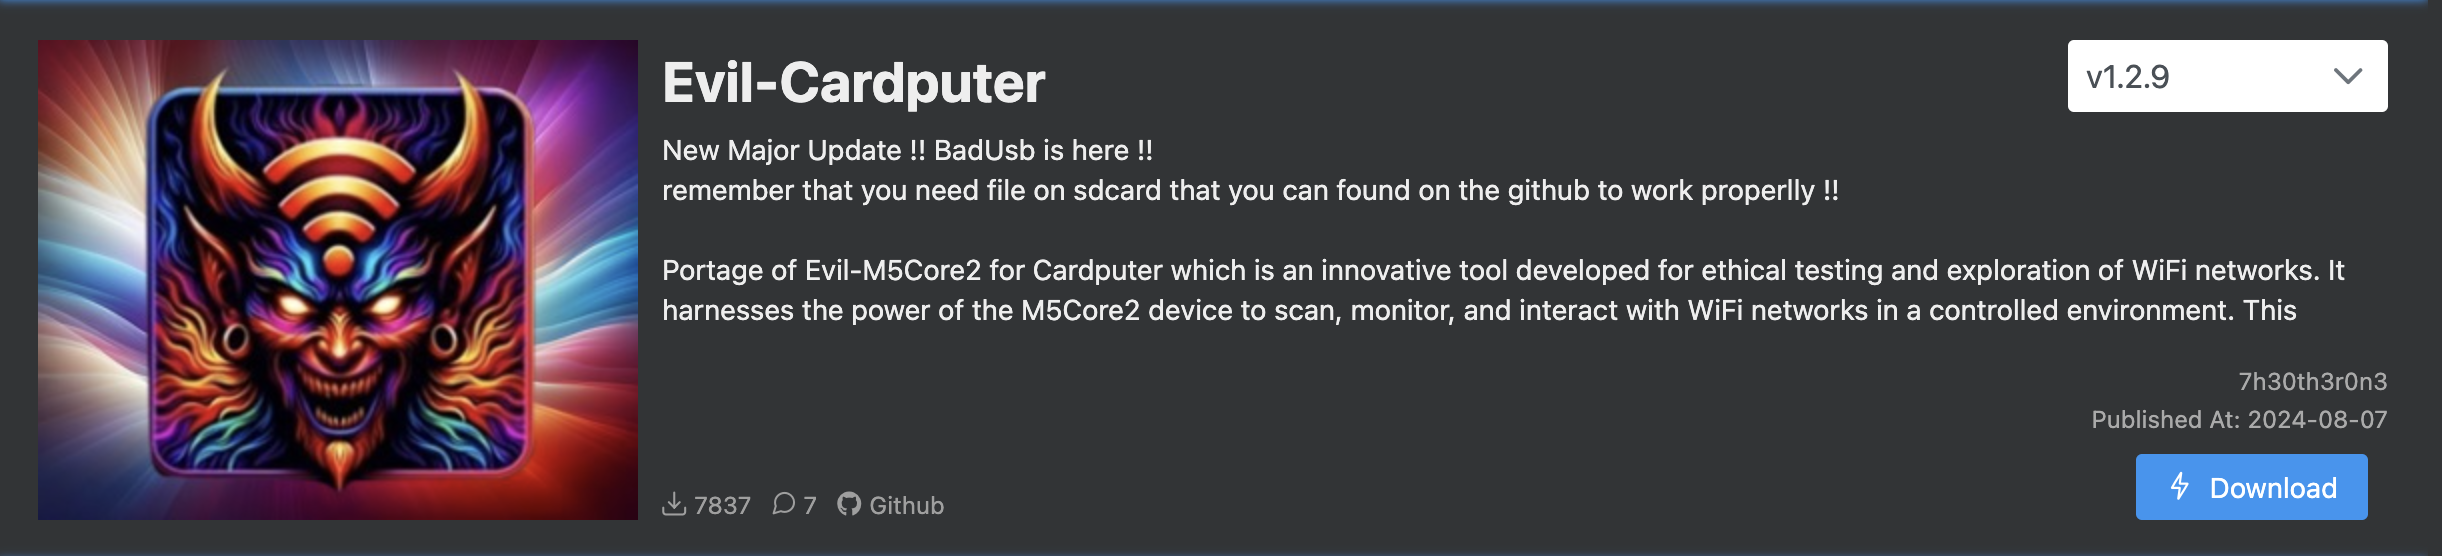 Evil-Cardputer
v1.2.9
New Major Update !! BadUsb is here !!
remember that you need file on sdcard that you can found on the github to work properlly !!
Portage of Evil-M5Core2 for Cardputer which is an innovative tool developed for ethical testing and exploration of WiFi networks. It
harnesses the power of the M5Core2 device to scan, monitor, and interact with WiFi networks in a controlled environment. This
7h30th3r0n3
Published At: 2024-08-07
7837 7 Github
Download